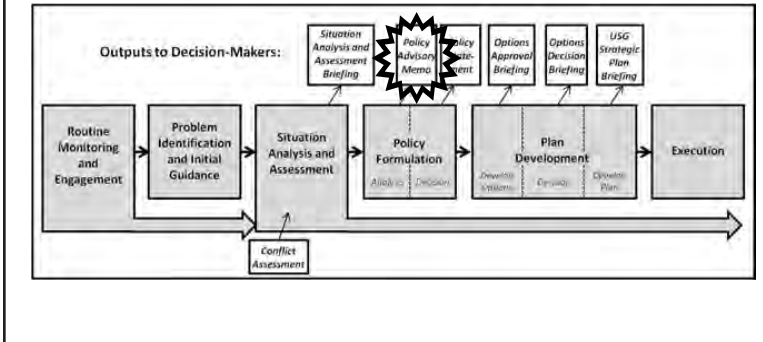 Outputs to Decision-Makers:
Situation
Analysis and
Assessment
Briefing
Policy
Advisory
Memo
Options
Approval
Briefing
Options
Decision
Briefing
USG
Strategic
Plan
Briefing
Routine
Monitoring
and
Engagement
Problem
Identification
and Initial
Guidance
Situation
Analysis and
Assessment
Policy
Formulation
Analysis
Decision
Plan
Development
Develop
Options
Decision
Develop
Plan
Execution
Conflict
Assessment